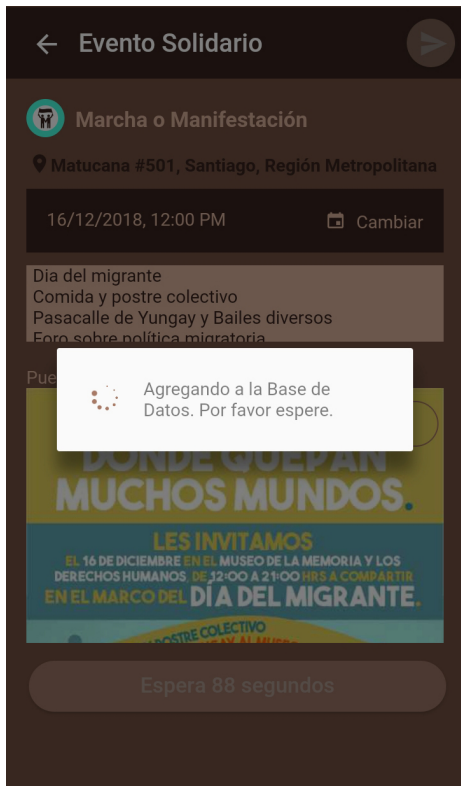 Evento Solidario
Marcha o Manifestación
Matucana #501, Santiago, Región Metropolitana
16/12/2018, 12:00 PM
Cambiar
Dia del migrante
Comida y postre colectivo
Pasacalle de Yungay y Bailes diversos
Foro sobre política migratoria
Pue
Agregando a la Base de
Datos. Por favor espere.
DONDE QUEPAN
MUCHOS MUNDOS.
LES INVITAMOS
EL 16 DE DICIEMBRE EN EL MUSEO DE LA MEMORIA Y LOS
DERECHOS HUMANOS, DE 12:00 A 21:00 HRS A COMPARTIR
EN EL MARCO DEL DÍA DEL MIGRANTE.
POSTRE COLECTIVO
AL
Espera 88 segundos